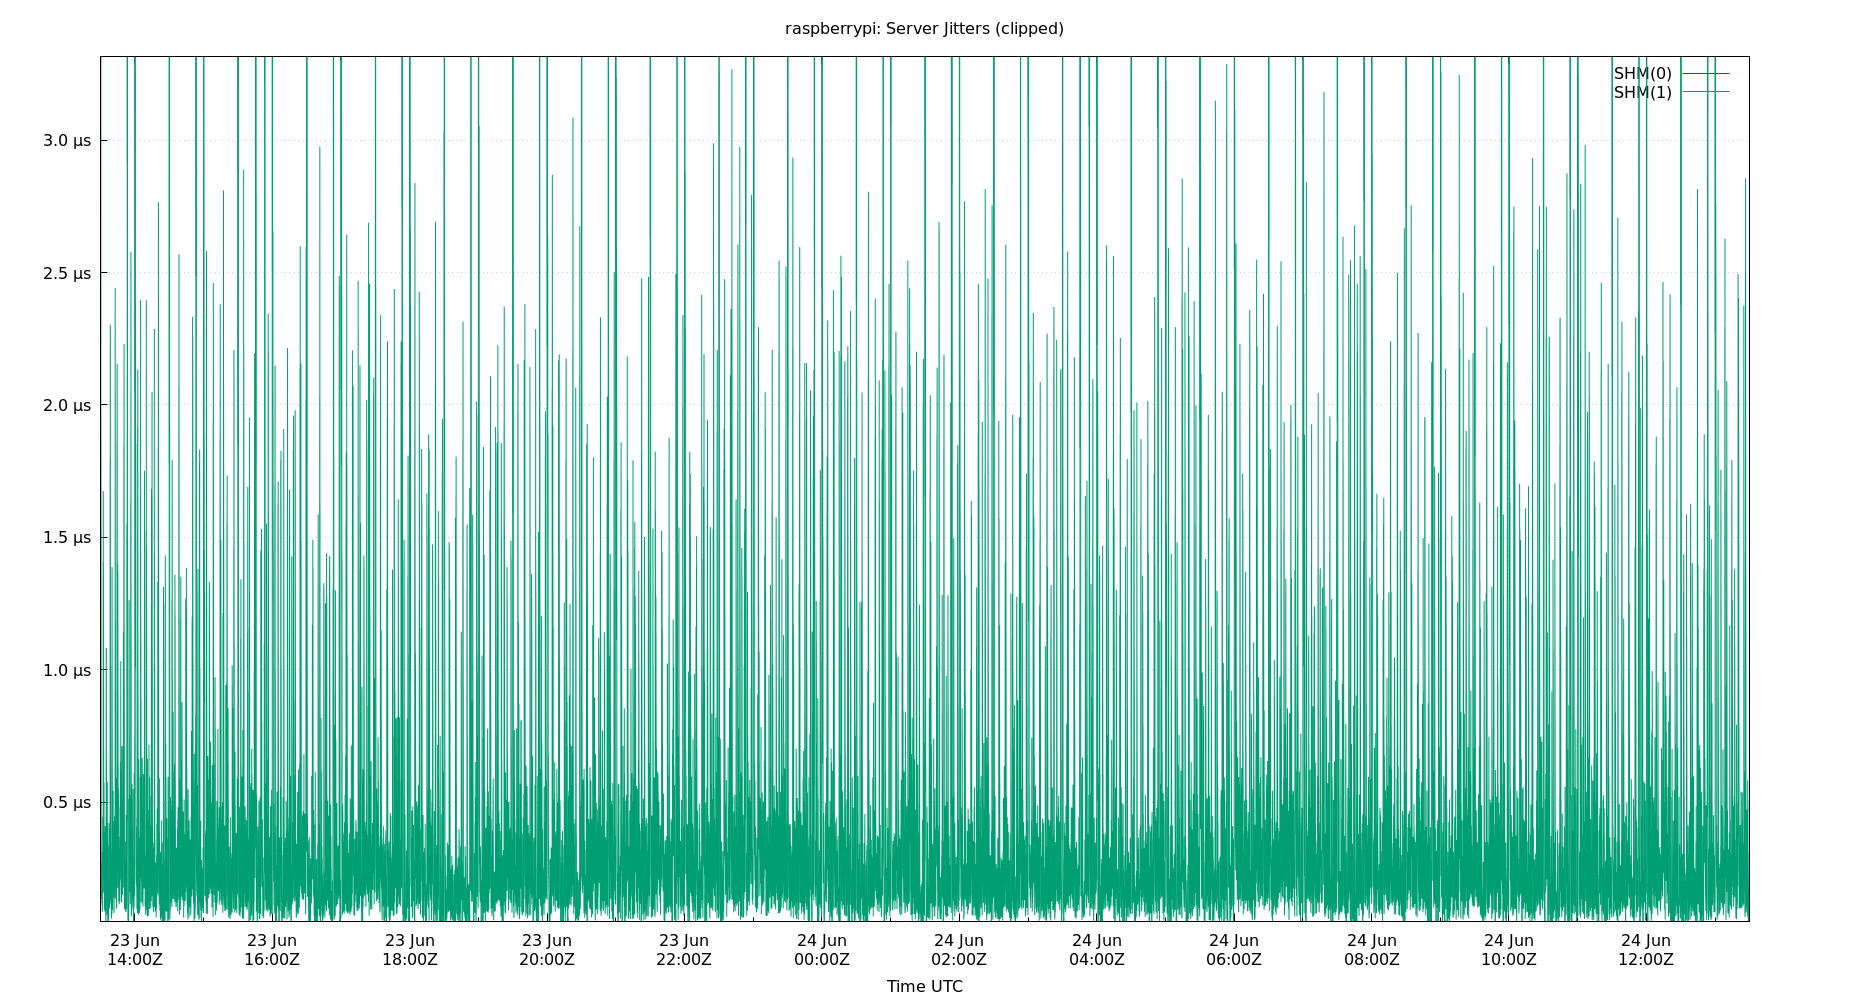 raspberrypi: Server Jitters (clipped)
SHM(0)
SHM(1)
3.0 µs
2.5 µs
2.0 µs
1.5 µs
1.0 µs
0.5 µs
23 Jun 23 Jun 23 Jun 23 Jun 23 Jun 24 Jun 24 Jun 24 Jun 24 Jun 24 Jun 24 Jun 24 Jun
14:00Z 16:00Z 18:00Z 20:00Z 22:00Z 00:00Z 02:00Z 04:00Z 06:00Z 08:00Z 10:00Z 12:00Z
Time UTC